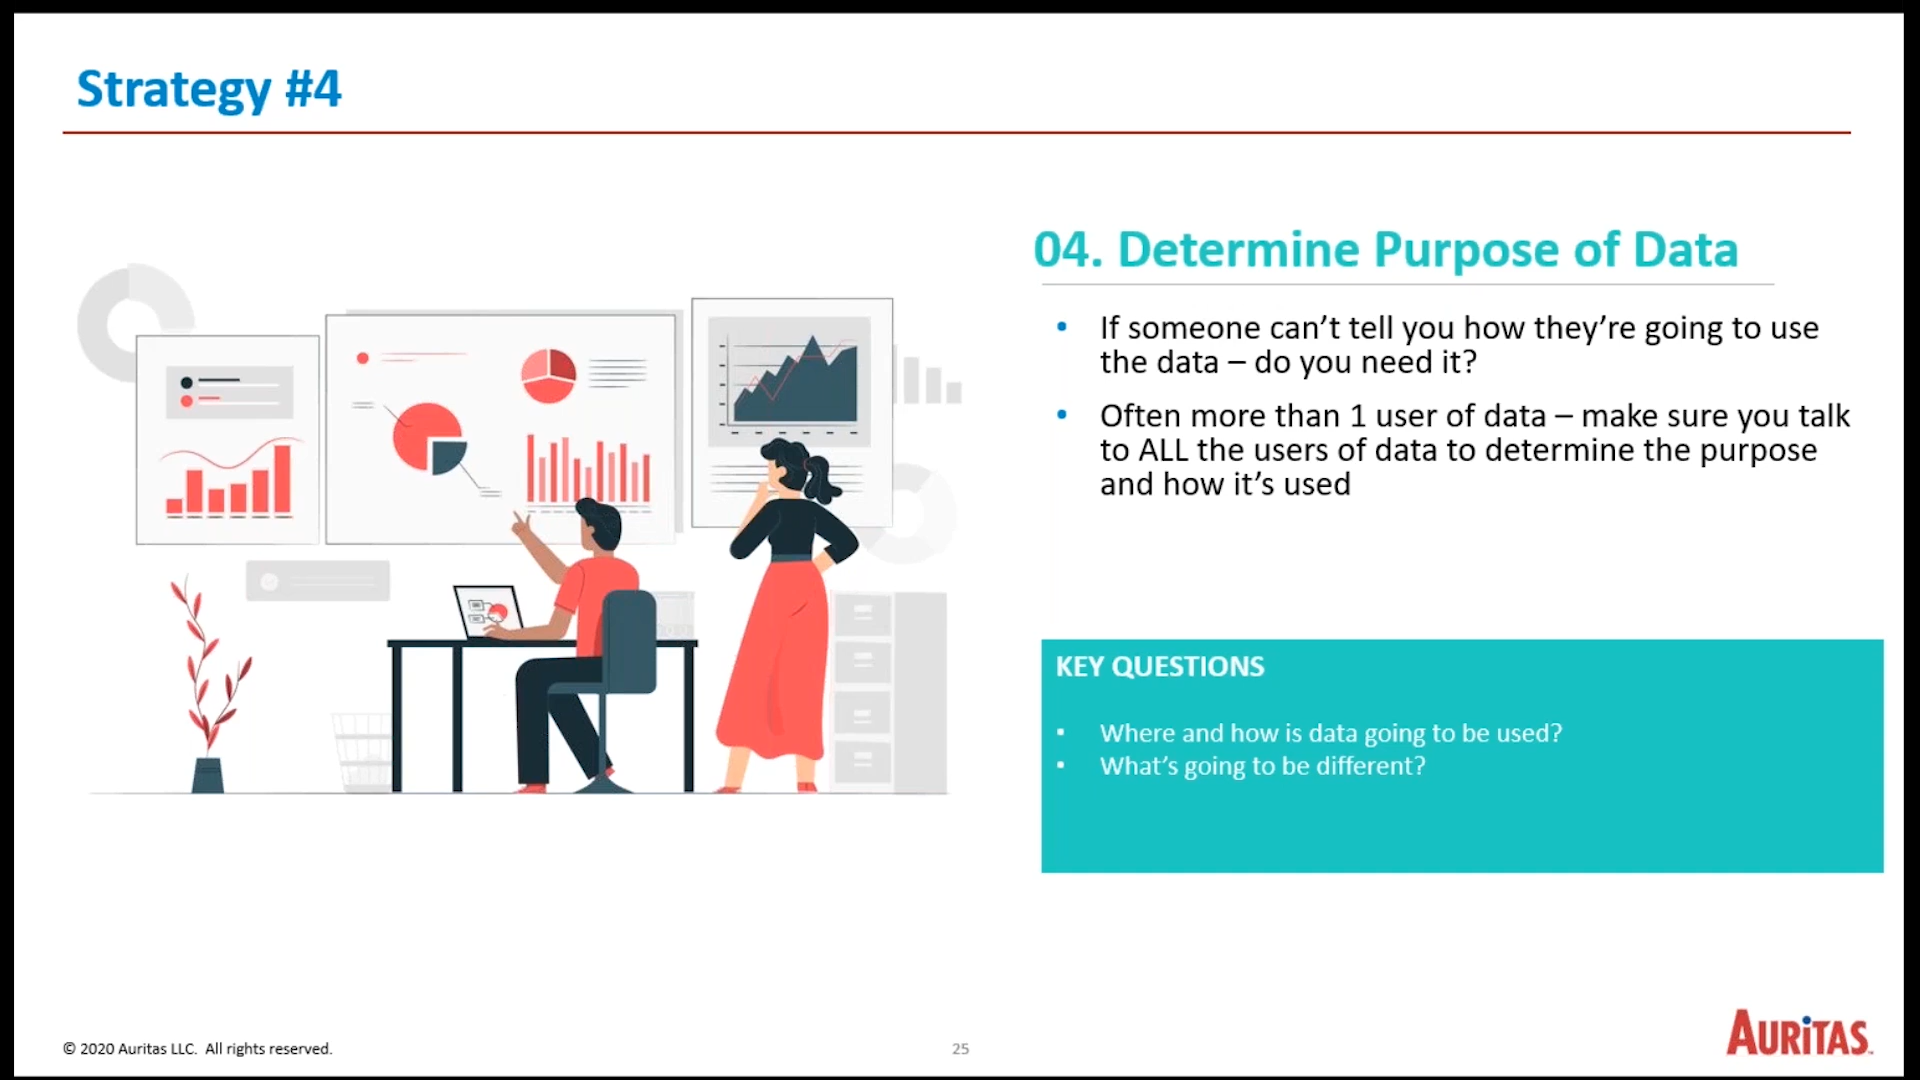 Strategy #4
04. Determine Purpose of Data
• If someone can’t tell you how they’re going to use
the data – do you need it?
• Often more than 1 user of data – make sure you talk
to ALL the users of data to determine the purpose
and how it’s used
KEY QUESTIONS
▪ Where and how is data going to be used?
▪ What’s going to be different?
© 2020 Auritas LLC. All rights reserved.
25
AURiTAS